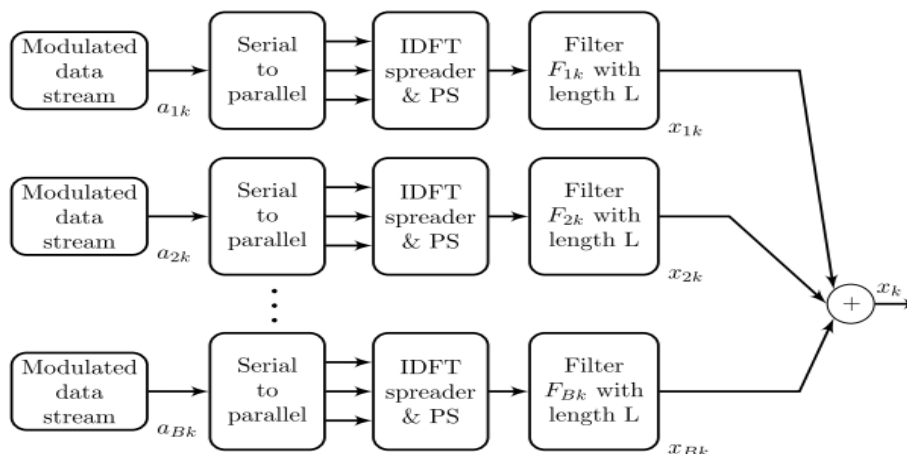 Modulated
data
stream
a1k
Serial
to
parallel
IDFT
spreader
& PS
Filter
F1k with
length L
x1k
Modulated
data
stream
a2k
Serial
to
parallel
IDFT
spreader
& PS
Filter
F2k with
length L
x2k
Modulated
data
stream
aBk
Serial
to
parallel
IDFT
spreader
& PS
Filter
FBk with
length L
xBk
+
xk